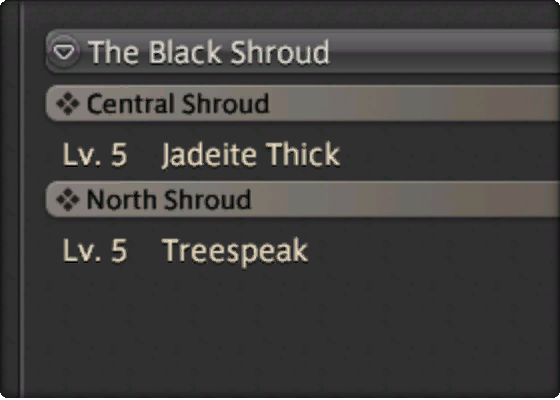 The Black Shroud
Central Shroud
Lv. 5 Jadeite Thick
North Shroud
Lv. 5 Treespeak